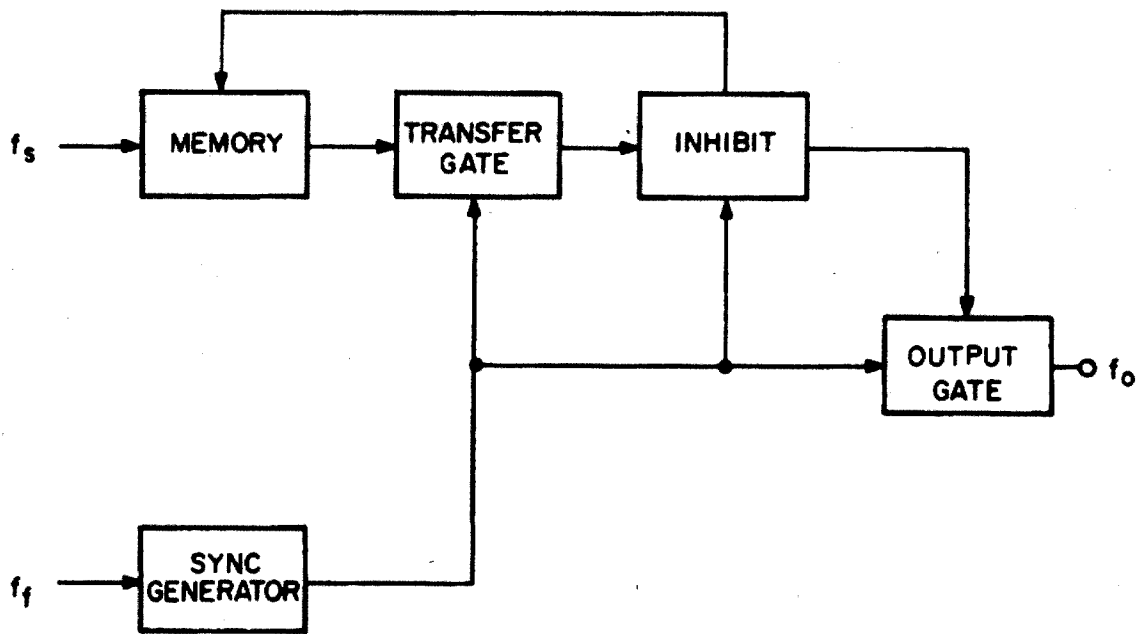 f_s
MEMORY
TRANSFER
GATE
INHIBIT
OUTPUT
GATE
f_o
SYNC
GENERATOR
f_f